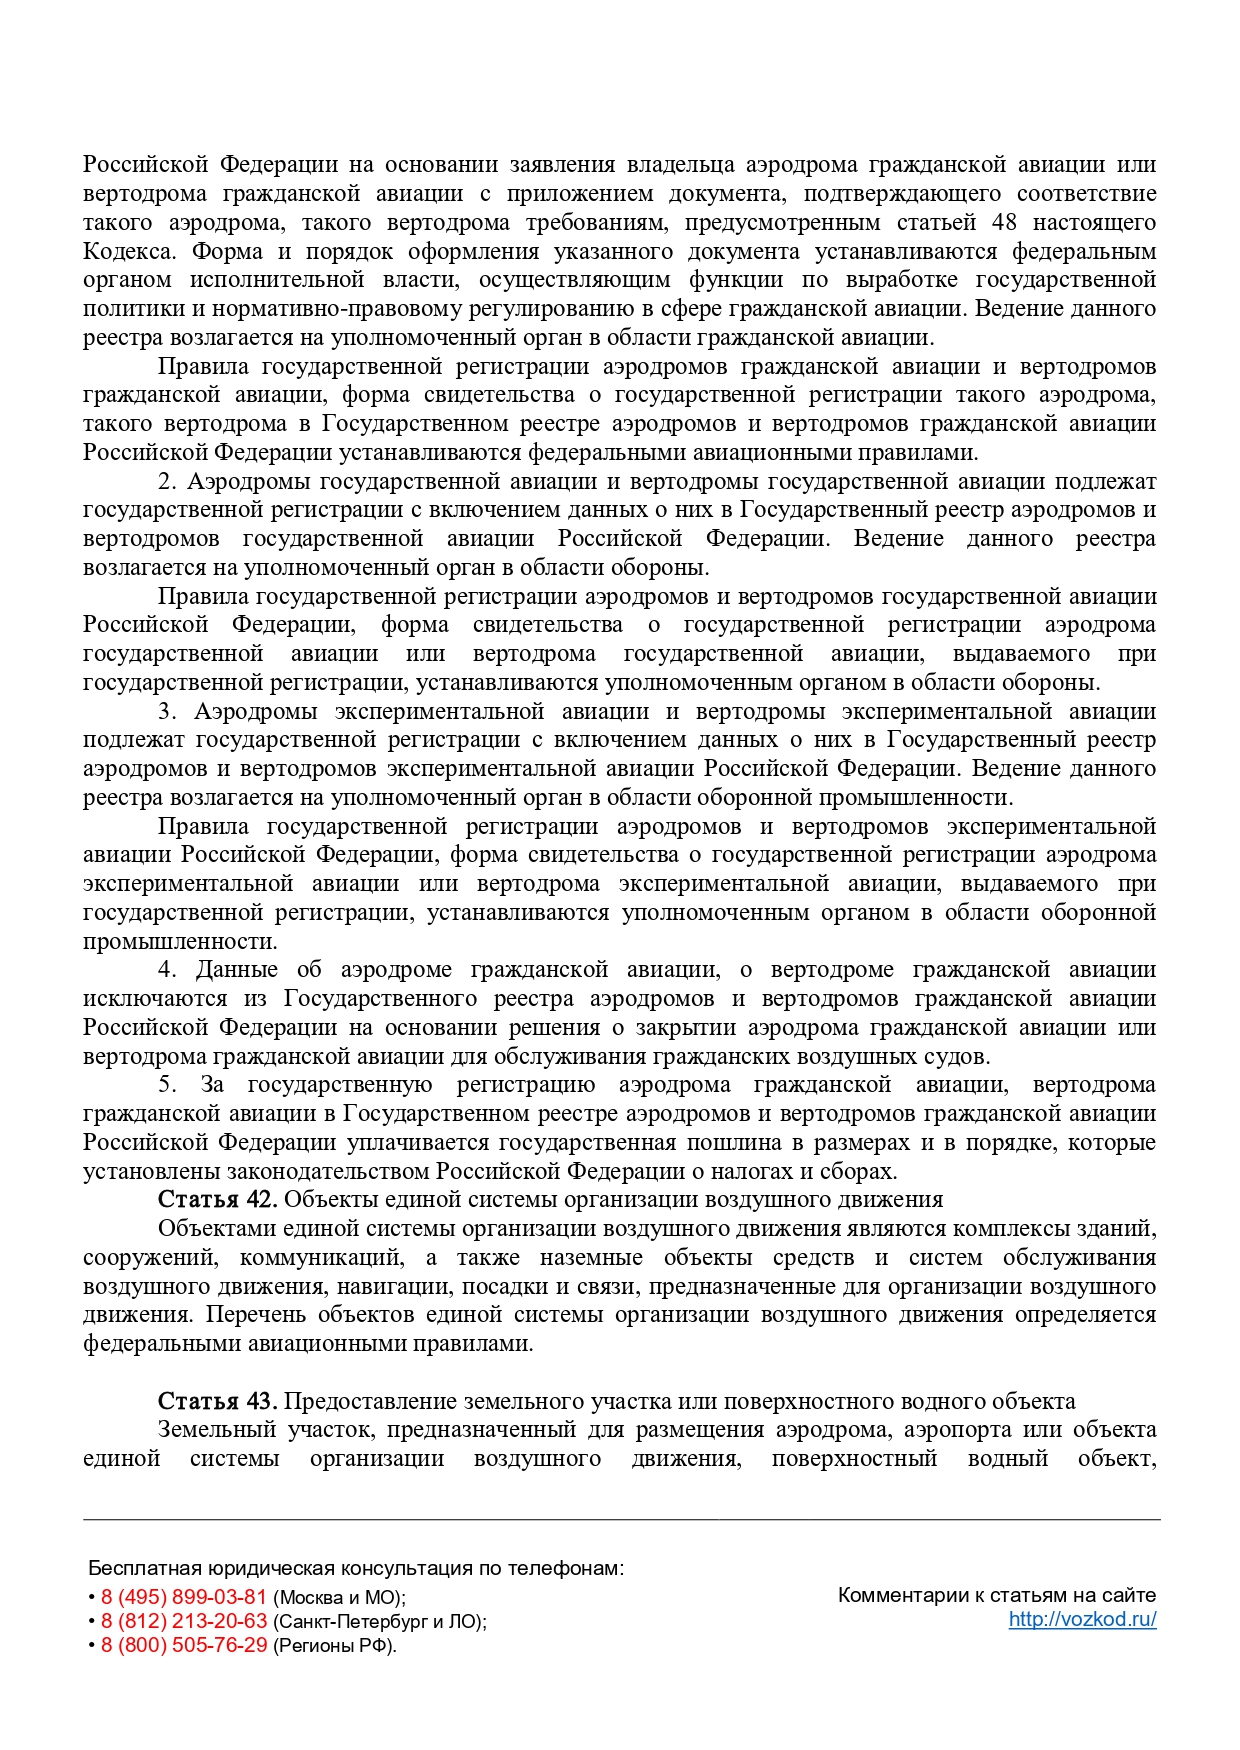 Российской Федерации на основании заявления владельца аэродрома гражданской авиации или
вертодрома гражданской авиации с приложением документа, подтверждающего соответствие
такого аэродрома, такого вертодрома требованиям, предусмотренным статьей 48 настоящего
Кодекса. Форма и порядок оформления указанного документа устанавливаются федеральным
органом исполнительной власти, осуществляющим функции по выработке государственной
политики и нормативно-правовому регулированию в сфере гражданской авиации. Ведение данного
реестра возлагается на уполномоченный орган в области гражданской авиации.
Правила государственной регистрации аэродромов гражданской авиации и вертодромов
гражданской авиации, форма свидетельства о государственной регистрации такого аэродрома,
такого вертодрома в Государственном реестре аэродромов и вертодромов гражданской авиации
Российской Федерации устанавливаются федеральными авиационными правилами.
2. Аэродромы государственной авиации и вертодромы государственной авиации подлежат
государственной регистрации с включением данных о них в Государственный реестр аэродромов и
вертодромов государственной авиации Российской Федерации. Ведение данного реестра
возлагается на уполномоченный орган в области обороны.
Правила государственной регистрации аэродромов и вертодромов государственной авиации
Российской Федерации, форма свидетельства о государственной регистрации аэродрома
государственной авиации или вертодрома государственной авиации, выдаваемого при
государственной регистрации, устанавливаются уполномоченным органом в области обороны.
3. Аэродромы экспериментальной авиации и вертодромы экспериментальной авиации
подлежат государственной регистрации с включением данных о них в Государственный реестр
аэродромов и вертодромов экспериментальной авиации Российской Федерации. Ведение данного
реестра возлагается на уполномоченный орган в области оборонной промышленности.
Правила государственной регистрации аэродромов и вертодромов экспериментальной
авиации Российской Федерации, форма свидетельства о государственной регистрации аэродрома
экспериментальной авиации или вертодрома экспериментальной авиации, выдаваемого при
государственной регистрации, устанавливаются уполномоченным органом в области оборонной
промышленности.
4. Данные об аэродроме гражданской авиации, о вертодроме гражданской авиации
исключаются из Государственного реестра аэродромов и вертодромов гражданской авиации
Российской Федерации на основании решения о закрытии аэродрома гражданской авиации или
вертодрома гражданской авиации для обслуживания гражданских воздушных судов.
5. За государственную регистрацию аэродрома гражданской авиации, вертодрома
гражданской авиации в Государственном реестре аэродромов и вертодромов гражданской авиации
Российской Федерации уплачивается государственная пошлина в размерах и в порядке, которые
установлены законодательством Российской Федерации о налогах и сборах.
Статья 42. Объекты единой системы организации воздушного движения
Объектами единой системы организации воздушного движения являются комплексы зданий,
сооружений, коммуникаций, а также наземные объекты средств и систем обслуживания
воздушного движения, навигации, посадки и связи, предназначенные для организации воздушного
движения. Перечень объектов единой системы организации воздушного движения определяется
федеральными авиационными правилами.
Статья 43. Предоставление земельного участка или поверхностного водного объекта
Земельный участок, предназначенный для размещения аэродрома, аэропорта или объекта
единой системы организации воздушного движения, поверхностный водный объект,
Бесплатная юридическая консультация по телефонам:
• 8 (495) 899-03-81 (Москва и МО);
• 8 (812) 213-20-63 (Санкт-Петербург и ЛО);
• 8 (800) 505-76-29 (Регионы РФ).
Комментарии к статьям на сайте
http://vozkod.ru/